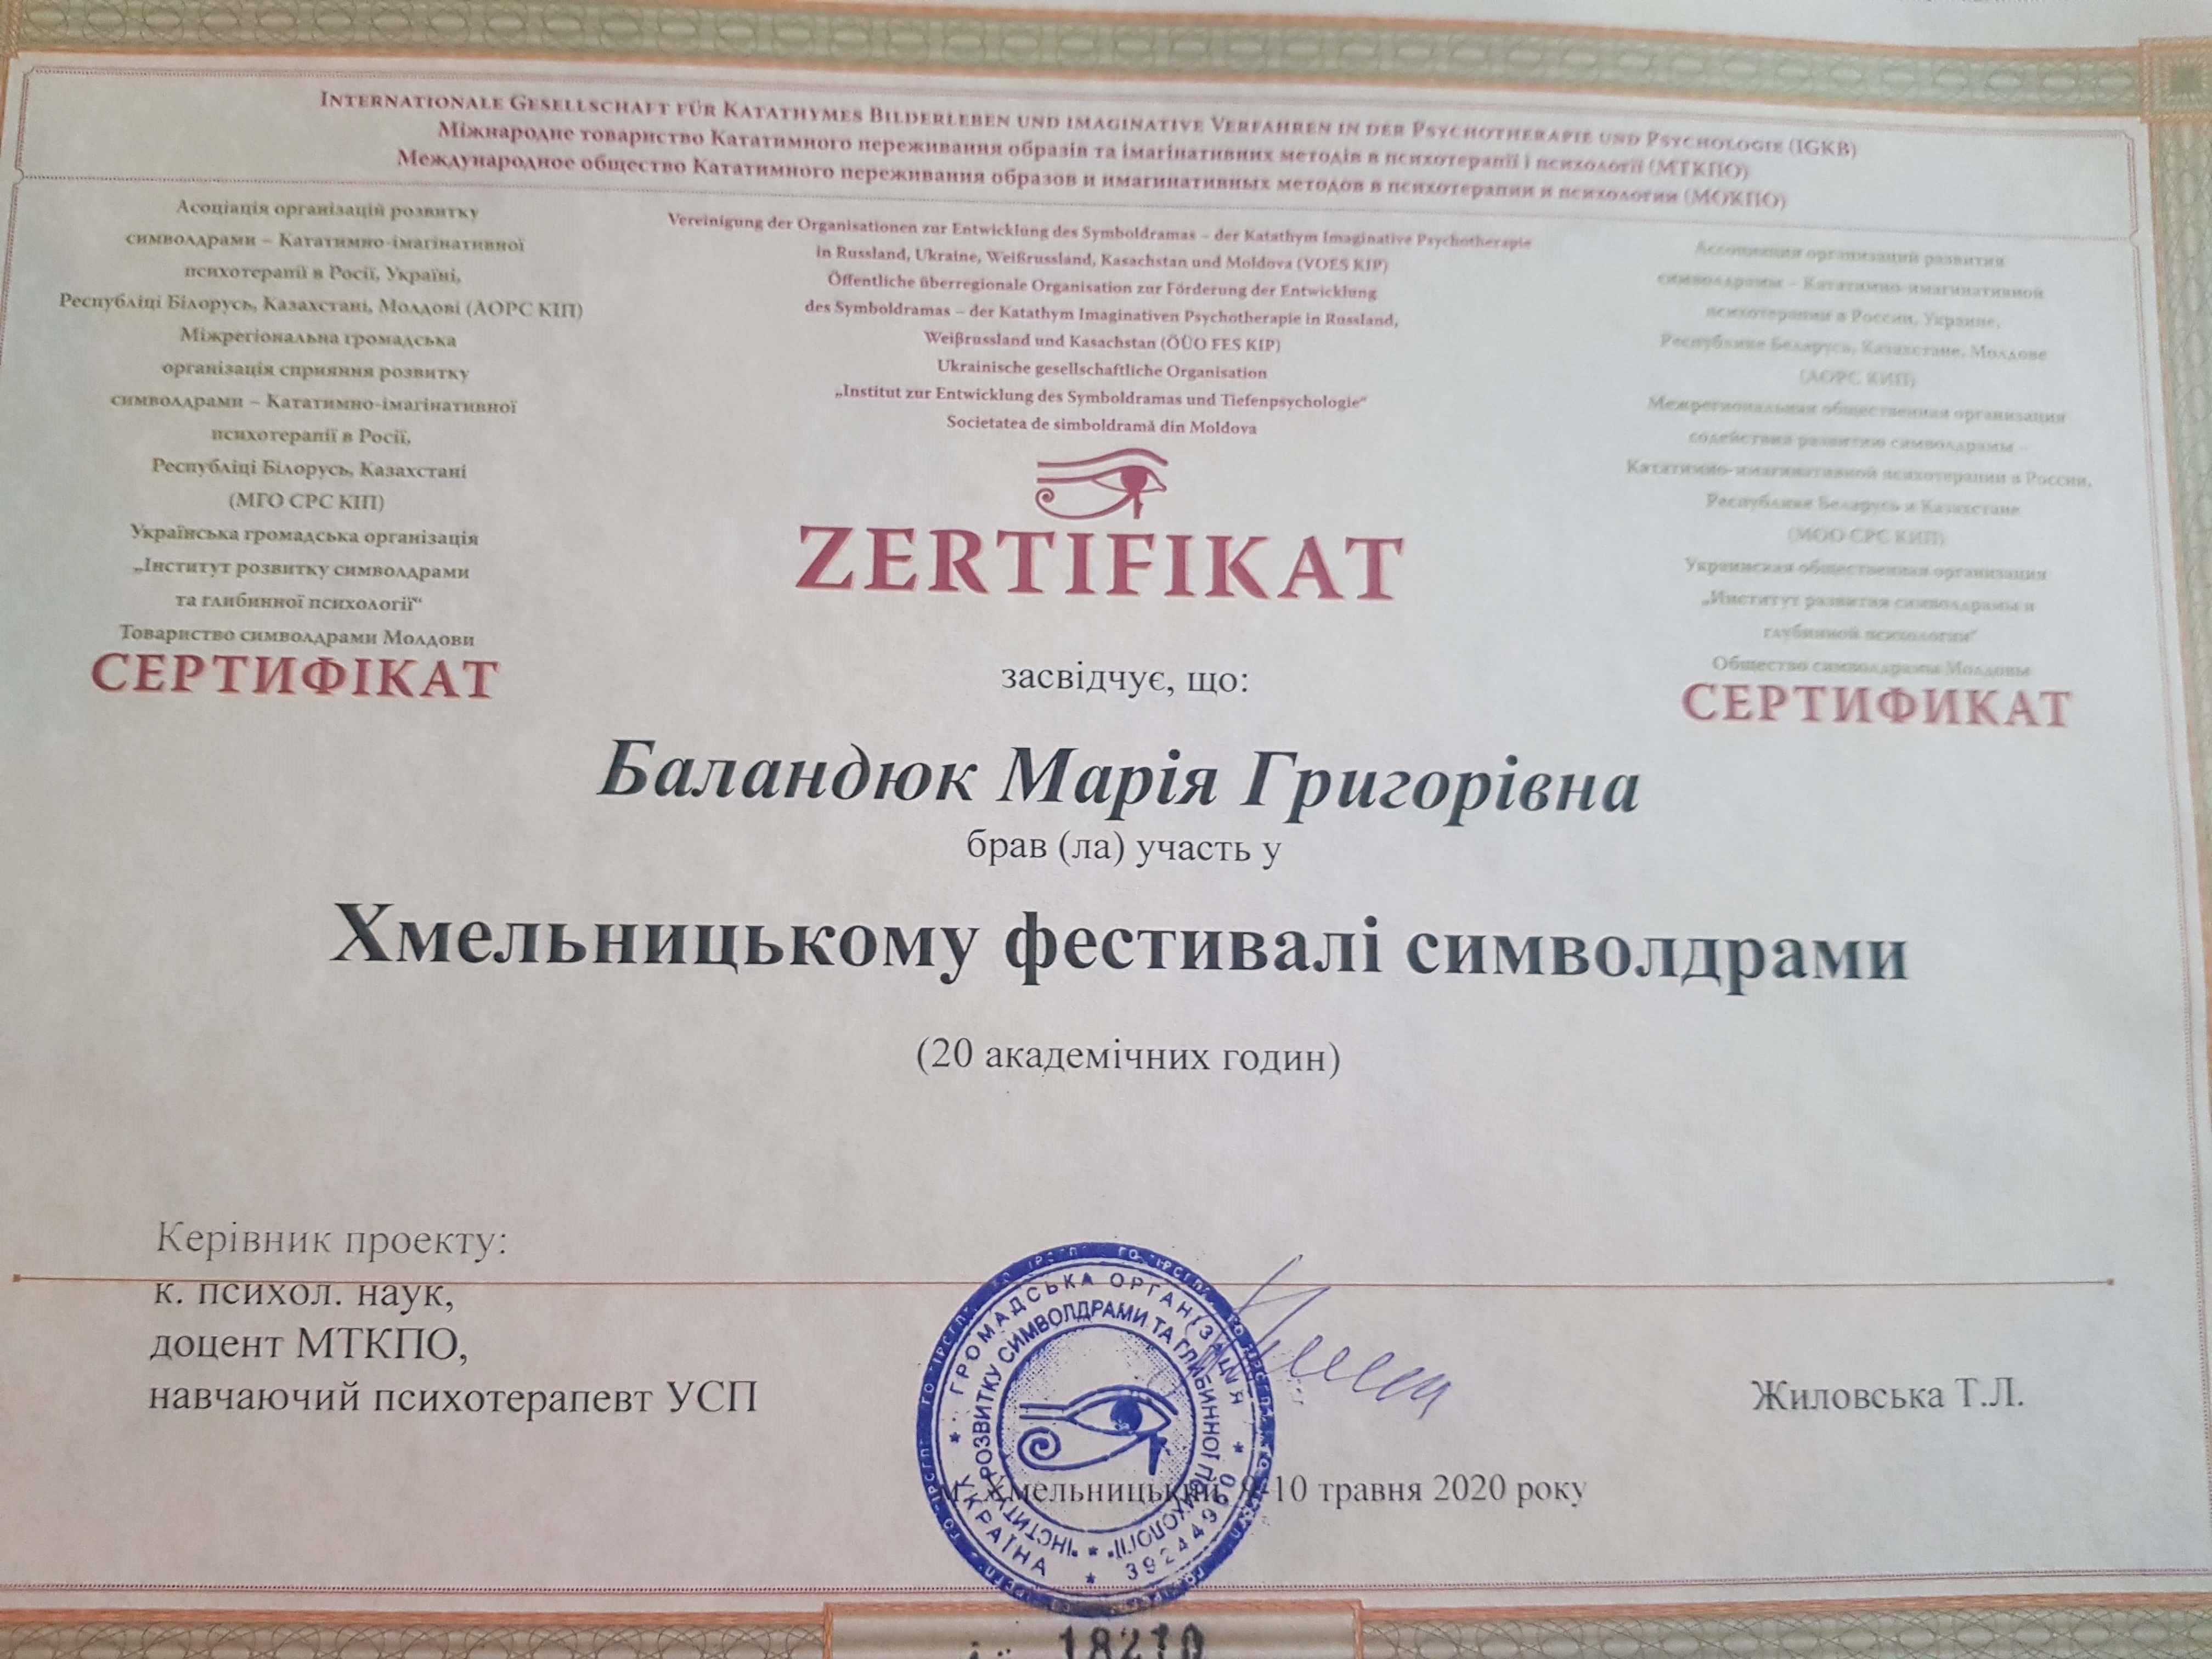 Internationale Gesellschaft für Katathymes Bilderleben und imaginative Verfahren in der Psychotherapie und Psychologie (IGKB)
Міжнародне товариство Кататимного переживання образів та імагінативних методів в психотерапії і психології (МТКПО)
Международное общество Кататимного переживания образов и имагинативных методов в психотерапии и психологии (МОКПО)
Асоціація організацій розвитку
символдрами – Кататимно-імагінативної
психотерапії в Росії, Україні,
Республіці Білорусь, Казахстані, Молдові (АОРС КІП)
Міжрегіональна громадська
організація сприяння розвитку
символдрами – Кататимно-імагінативної
психотерапії в Росії,
Республіці Білорусь, Казахстані
(МГО СРС КІП)
Українська громадська організація
„Інститут розвитку символдрами
та глибинної психології“
Товариство символдрами Молдови
СЕРТИФІКАТ
Vereinigung der Organisationen zur Entwicklung des Symboldramas – der Katathym Imaginative Psychotherapie
in Russland, Ukraine, Weißrussland, Kasachstan und Moldova (VOES KIP)
Öffentliche überregionale Organisation zur Förderung der Entwicklung
des Symboldramas – der Katathym Imaginativen Psychotherapie in Russland,
Weißrussland und Kasachstan (ÖÜO FES KIP)
Ukrainische gesellschaftliche Organisation
„Institut zur Entwicklung des Symboldramas und Tiefenpsychologie“
Societatea de simboldramă din Moldova
ZERTIFIKAT
Ассоциация организаций развития
символдрамы – Кататимно-имагинативной
психотерапии в России, Украине,
Республике Беларусь, Казахстане, Молдове
(АОРС КИП)
Межрегиональная общественная организация
содействия развитию символдрамы –
Кататимно-имагинативной психотерапии в России,
Республике Беларусь и Казахстане
(МОО СРС КИП)
Украинская общественная организация
„Институт развития символдрамы и
глубинной психологии“
Общество символдрамы Молдовы
СЕРТИФИКАТ
засвідчує, що:
Баландюк Марія Григорівна
брав (ла) участь у
Хмельницькому фестивалі символдрами
(20 академічних годин)
Керівник проекту:
к. психол. наук,
доцент МТКПО,
навчаючий психотерапевт УСП
Жиловська Т.Л.
м. Хмельницький, 9-10 травня 2020 року
ГРОМАДСЬКА ОРГАНІЗАЦІЯ
"ІНСТИТУТ РОЗВИТКУ СИМВОЛДРАМИ ТА ГЛИБИННОЇ ПСИХОЛОГІЇ"
УКРАЇНА * 39244960
18210